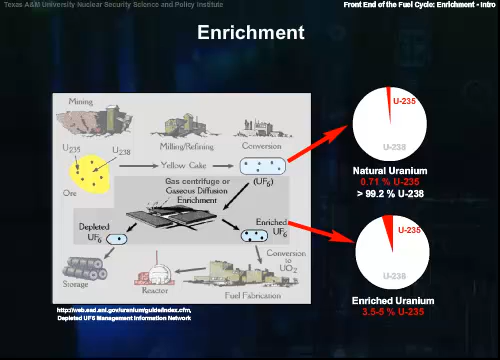 Texas A&M University Nuclear Security Science and Policy Institute
Front End of the Fuel Cycle: Enrichment - Intro
Enrichment
Mining
Milling/Refining
Conversion
U235
U238
Yellow Cake
(UF6)
Ore
Gas centrifuge or
Gaseous Diffusion
Enrichment
Depleted
UF6
Enriched
UF6
Conversion
to
UO2
Storage
Reactor
Fuel Fabrication
U-235
U-238
Natural Uranium
0.71 % U-235
> 99.2 % U-238
U-235
U-238
Enriched Uranium
3.5-5 % U-235
http://web.ead.anl.gov/uranium/guide/index.cfm,
Depleted UF6 Management Information Network